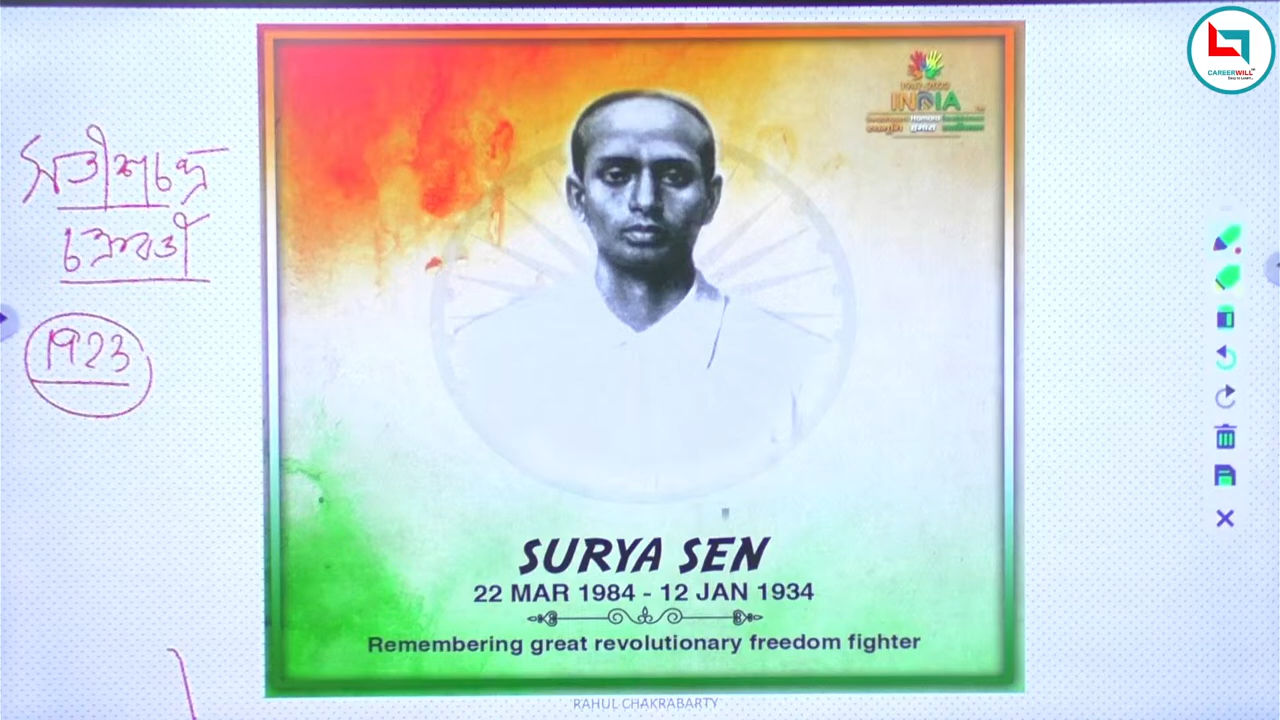 CAREERWILL
সতীশচন্দ্র
চক্রবর্তী
1923
INDIA
SURYA SEN
22 MAR 1984 - 12 JAN 1934
Remembering great revolutionary freedom fighter
RAHUL CHAKRABARTY